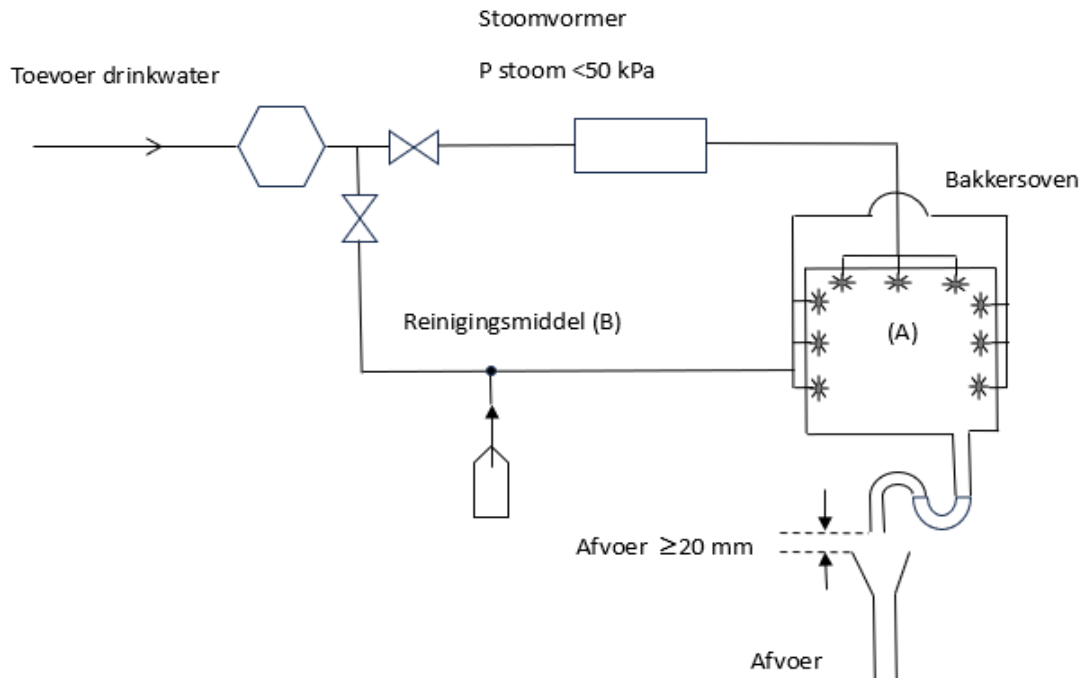 Stoomvormer
P stoom <50 kPa
Toevoer drinkwater
Bakkersoven
Reinigingsmiddel (B)
(A)
Afvoer ≥20 mm
Afvoer